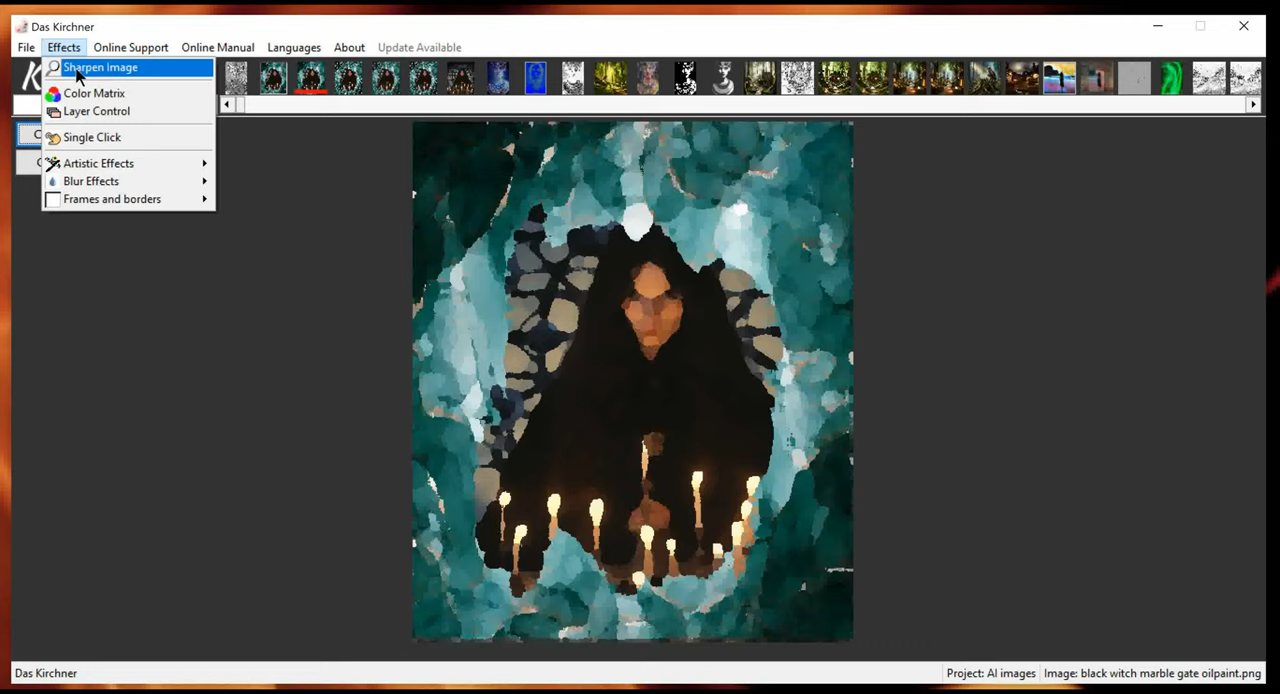 Das Kirchner
File Effects Online Support Online Manual Languages About Update Available
Sharpen Image
Color Matrix
Layer Control
Single Click
Artistic Effects
Blur Effects
Frames and borders
Das Kirchner
Project: AI images
Image: black witch marble gate oilpaint.png